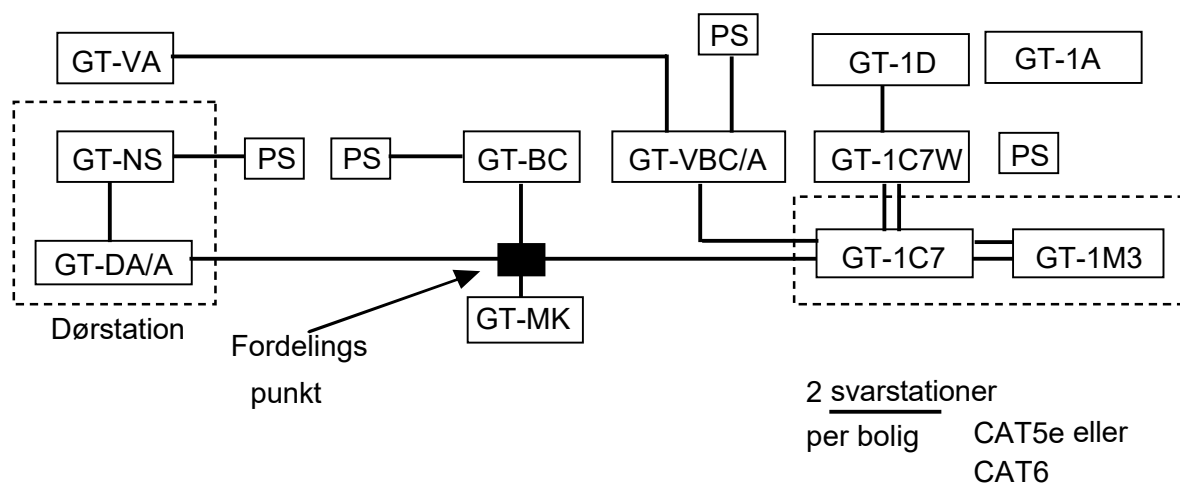 GT-VA
PS
GT-1D
GT-1A
GT-NS
PS
PS
GT-BC
GT-VBC/A
GT-1C7W
PS
GT-DA/A
GT-1C7
GT-1M3
Dørstation
GT-MK
Fordelings
punkt
2 svarstationer
per bolig
CAT5e eller
CAT6